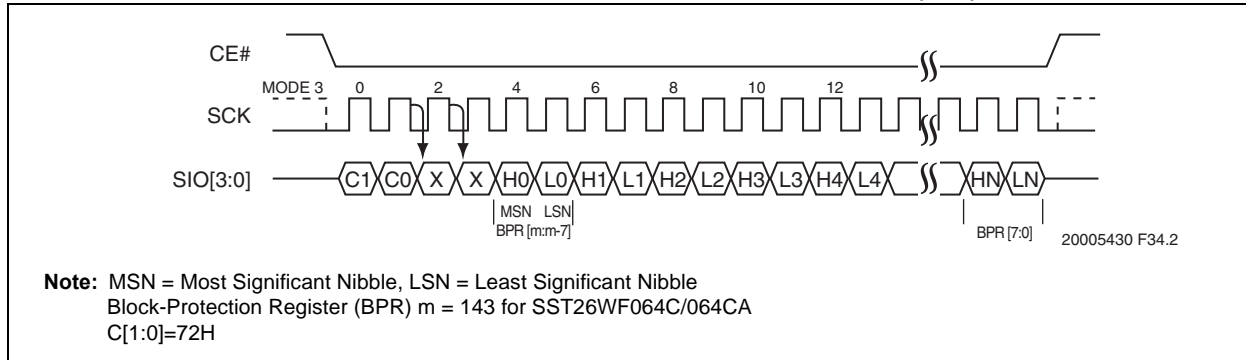 CE#
MODE 3 0 2 4 6 8 10 12
SCK
SIO[3:0] C1 C0 X X H0 L0 H1 L1 H2 L2 H3 L3 H4 L4 HN LN
MSN LSN
BPR [m:m-7]
BPR [7:0]
20005430 F34.2
Note: MSN = Most Significant Nibble, LSN = Least Significant Nibble
Block-Protection Register (BPR) m = 143 for SST26WF064C/064CA
C[1:0]=72H